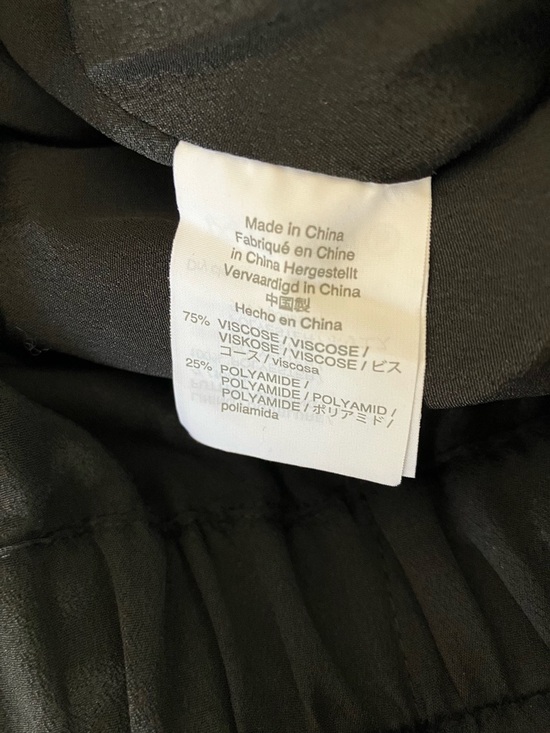 Made in China
Fabriqué en Chine
in China Hergestellt
Vervaardigd in China
中国製
Hecho en China
75% VISCOSE / VISCOSE /
VISKOSE / VISCOSE / ビス
コース / viscosa
25% POLYAMIDE /
POLYAMIDE / POLYAMID /
POLYAMIDE / ポリアミド /
poliamida